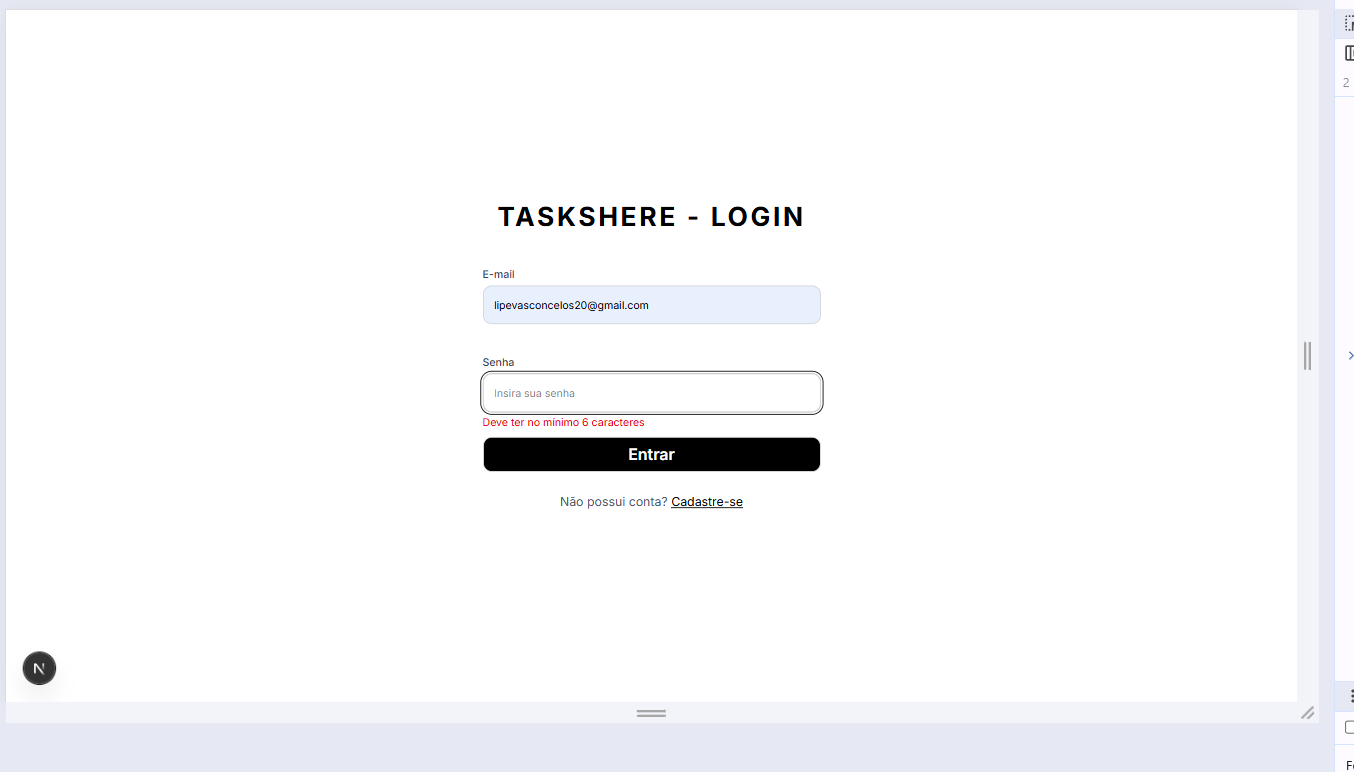 TASKSHERE - LOGIN
E-mail
lipevasconcelos20@gmail.com
Senha
Insira sua senha
Deve ter no mínimo 6 caracteres
Entrar
Não possui conta? Cadastre-se
N
2